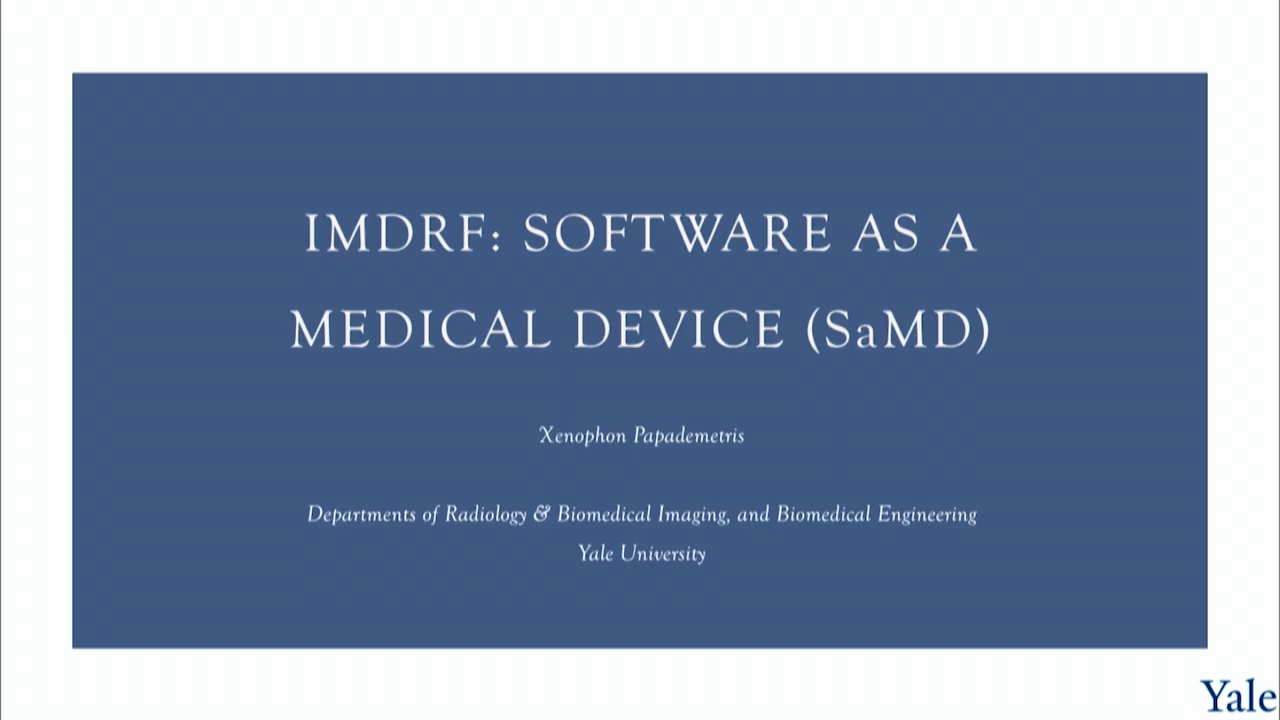 IMDRF: SOFTWARE AS A
MEDICAL DEVICE (SaMD)
Xenophon Papademetris
Departments of Radiology & Biomedical Imaging, and Biomedical Engineering
Yale University
Yale